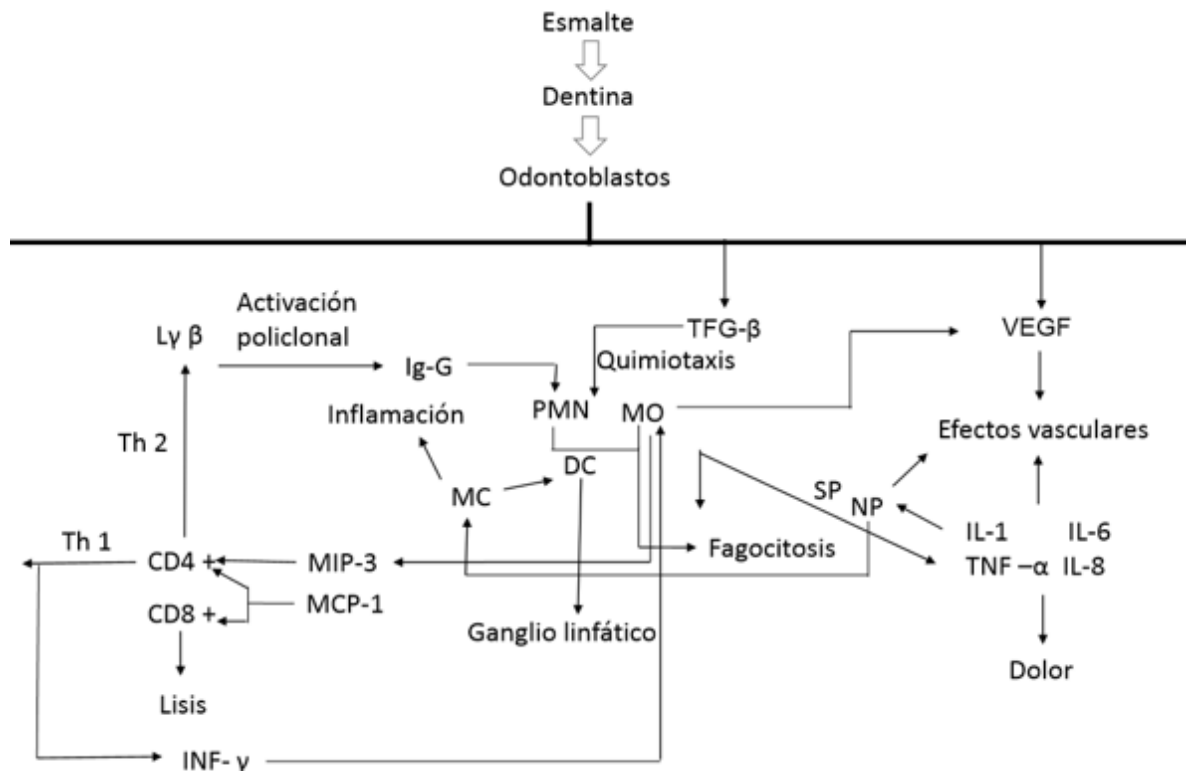 Esmalte
Dentina
Odontoblastos
Activación
policlonal
Lγ β
Ig-G
TFG-β
Quimiotaxis
VEGF
Inflamación
PMN
MO
Efectos vasculares
Th 2
DC
MC
SP
NP
IL-1
IL-6
TNF –α
IL-8
Th 1
CD4 +
MIP-3
Fagocitosis
CD8 +
MCP-1
Ganglio linfático
Dolor
Lisis
INF- γ